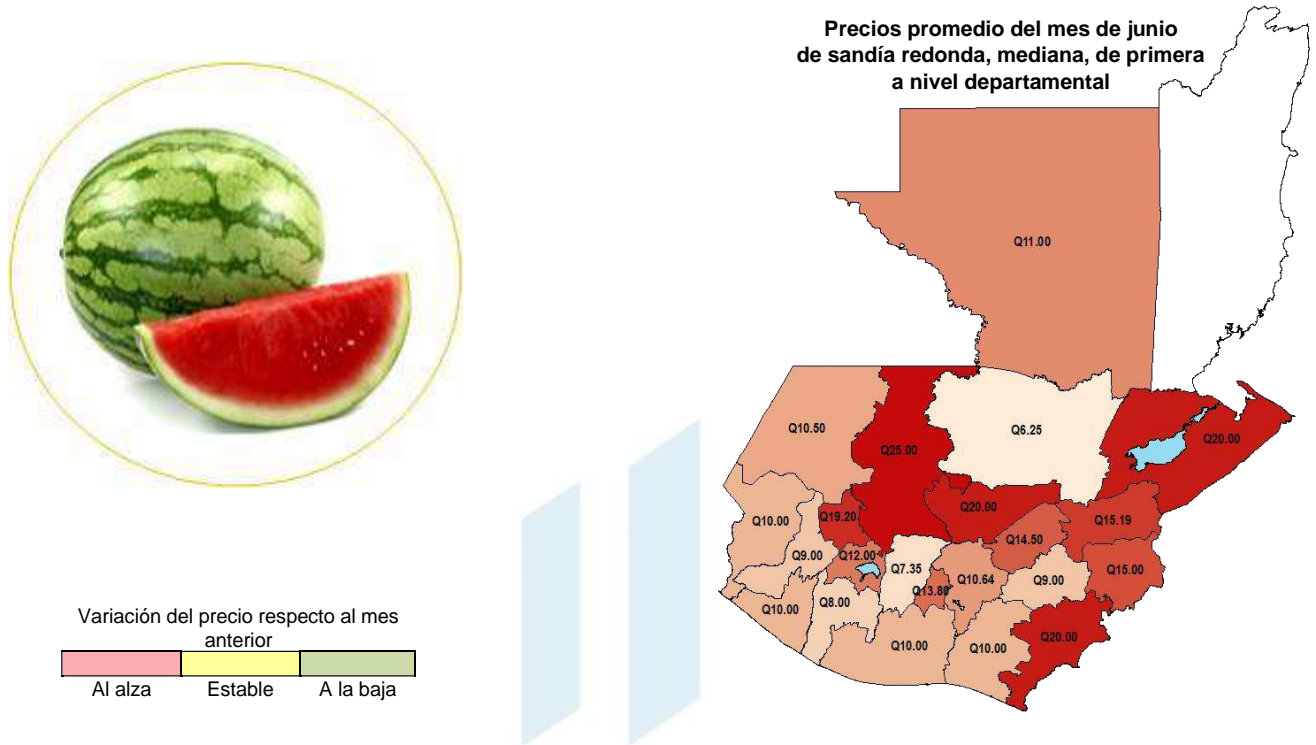 Precios promedio del mes de junio
de sandía redonda, mediana, de primera
a nivel departamental
Q11.00
Q10.50
Q25.00
Q6.25
Q20.00
Q10.00
Q19.20
Q20.00
Q15.19
Q9.00
Q12.00
Q7.35
Q14.50
Q15.00
Q10.00
Q8.00
Q13.80
Q10.64
Q9.00
Q10.00
Q10.00
Q20.00
Variación del precio respecto al mes
anterior
Al alza Estable A la baja